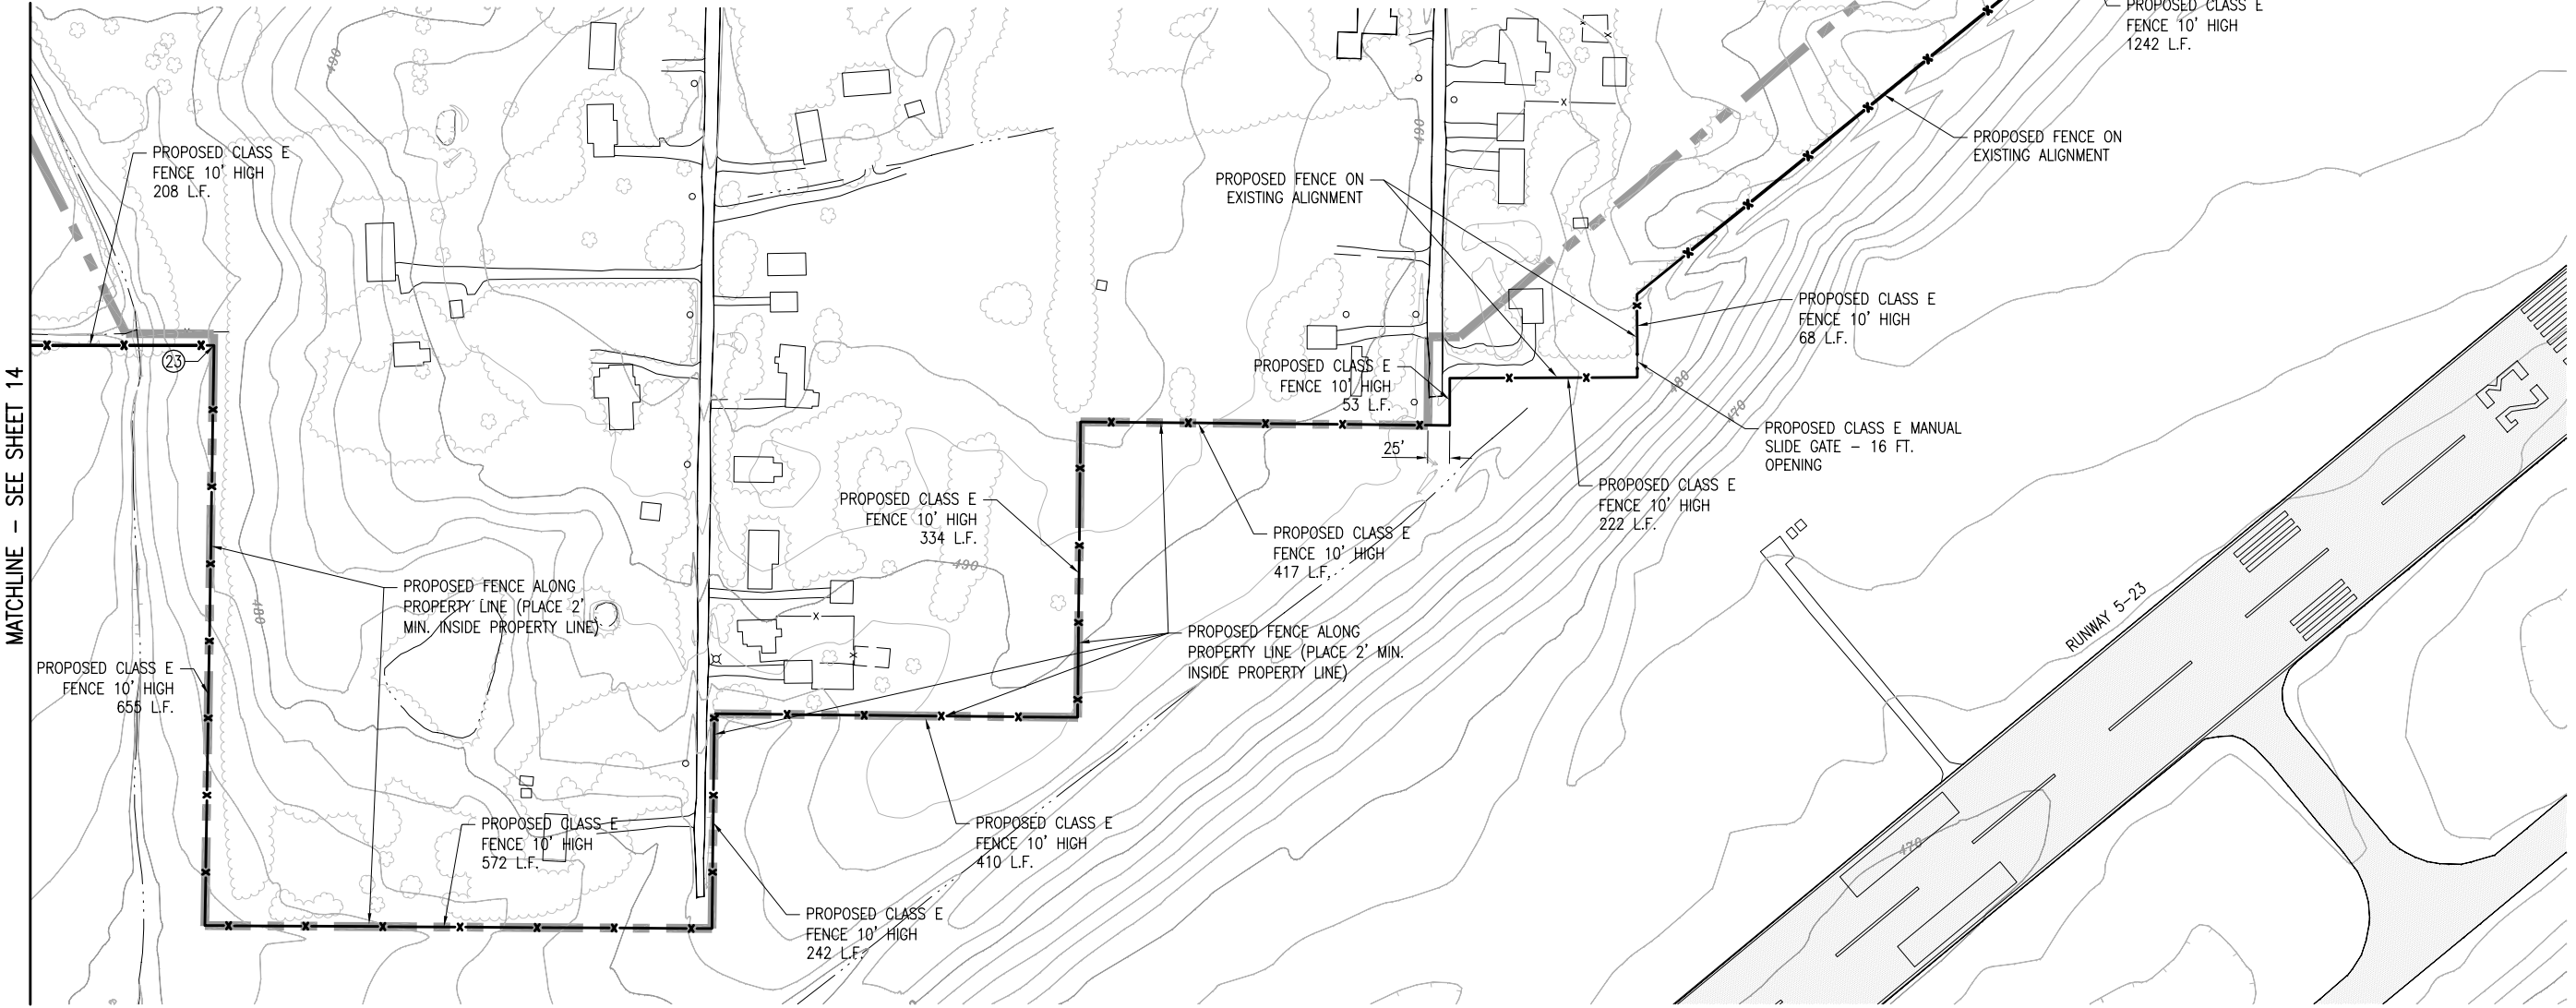 MATCHLINE - SEE SHEET 14
PROPOSED CLASS E
FENCE 10' HIGH
208 L.F.
23
490
PROPOSED CLASS E
FENCE 10' HIGH
655 L.F.
480
PROPOSED FENCE ALONG
PROPERTY LINE (PLACE 2'
MIN. INSIDE PROPERTY LINE)
PROPOSED CLASS E
FENCE 10' HIGH
572 L.F.
PROPOSED CLASS E
FENCE 10' HIGH
242 L.F.
PROPOSED CLASS E
FENCE 10' HIGH
410 L.F.
PROPOSED CLASS E
FENCE 10' HIGH
334 L.F.
490
PROPOSED FENCE ALONG
PROPERTY LINE (PLACE 2' MIN.
INSIDE PROPERTY LINE)
PROPOSED CLASS E
FENCE 10' HIGH
417 L.F.
25'
PROPOSED CLASS E
FENCE 10' HIGH
53 L.F.
PROPOSED FENCE ON
EXISTING ALIGNMENT
490
PROPOSED CLASS E
FENCE 10' HIGH
222 L.F.
480
470
PROPOSED CLASS E MANUAL
SLIDE GATE - 16 FT.
OPENING
PROPOSED CLASS E
FENCE 10' HIGH
68 L.F.
PROPOSED FENCE ON
EXISTING ALIGNMENT
PROPOSED CLASS E
FENCE 10' HIGH
1242 L.F.
RUNWAY 5-23
23
470